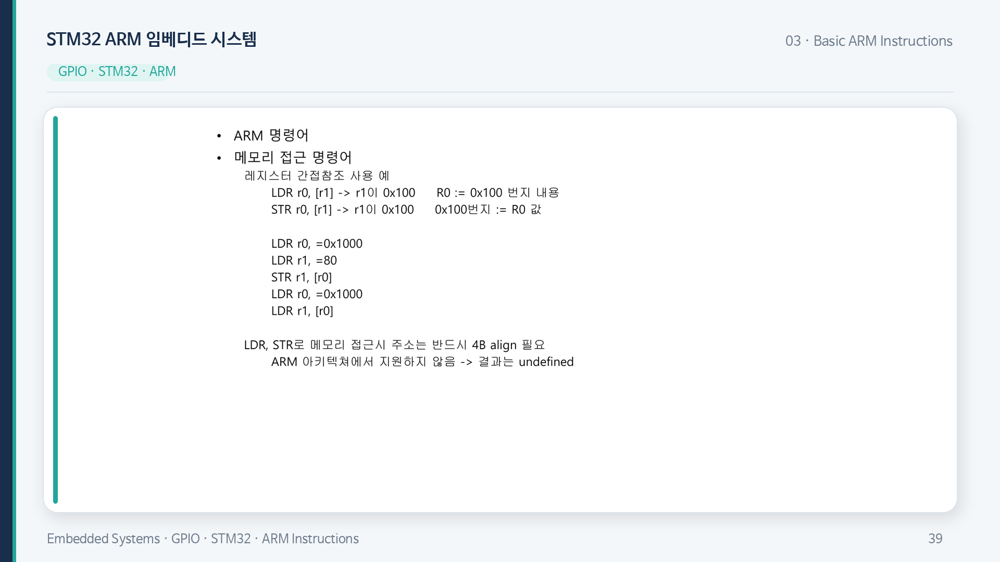 STM32 ARM 임베디드 시스템
03 · Basic ARM Instructions
GPIO · STM32 · ARM
• ARM 명령어
• 메모리 접근 명령어
레지스터 간접참조 사용 예
LDR r0, [r1] -> r1이 0x100 R0 := 0x100 번지 내용
STR r0, [r1] -> r1이 0x100 0x100번지 := R0 값
LDR r0, =0x1000
LDR r1, =80
STR r1, [r0]
LDR r0, =0x1000
LDR r1, [r0]
LDR, STR로 메모리 접근시 주소는 반드시 4B align 필요
ARM 아키텍쳐에서 지원하지 않음 -> 결과는 undefined
Embedded Systems · GPIO · STM32 · ARM Instructions
39